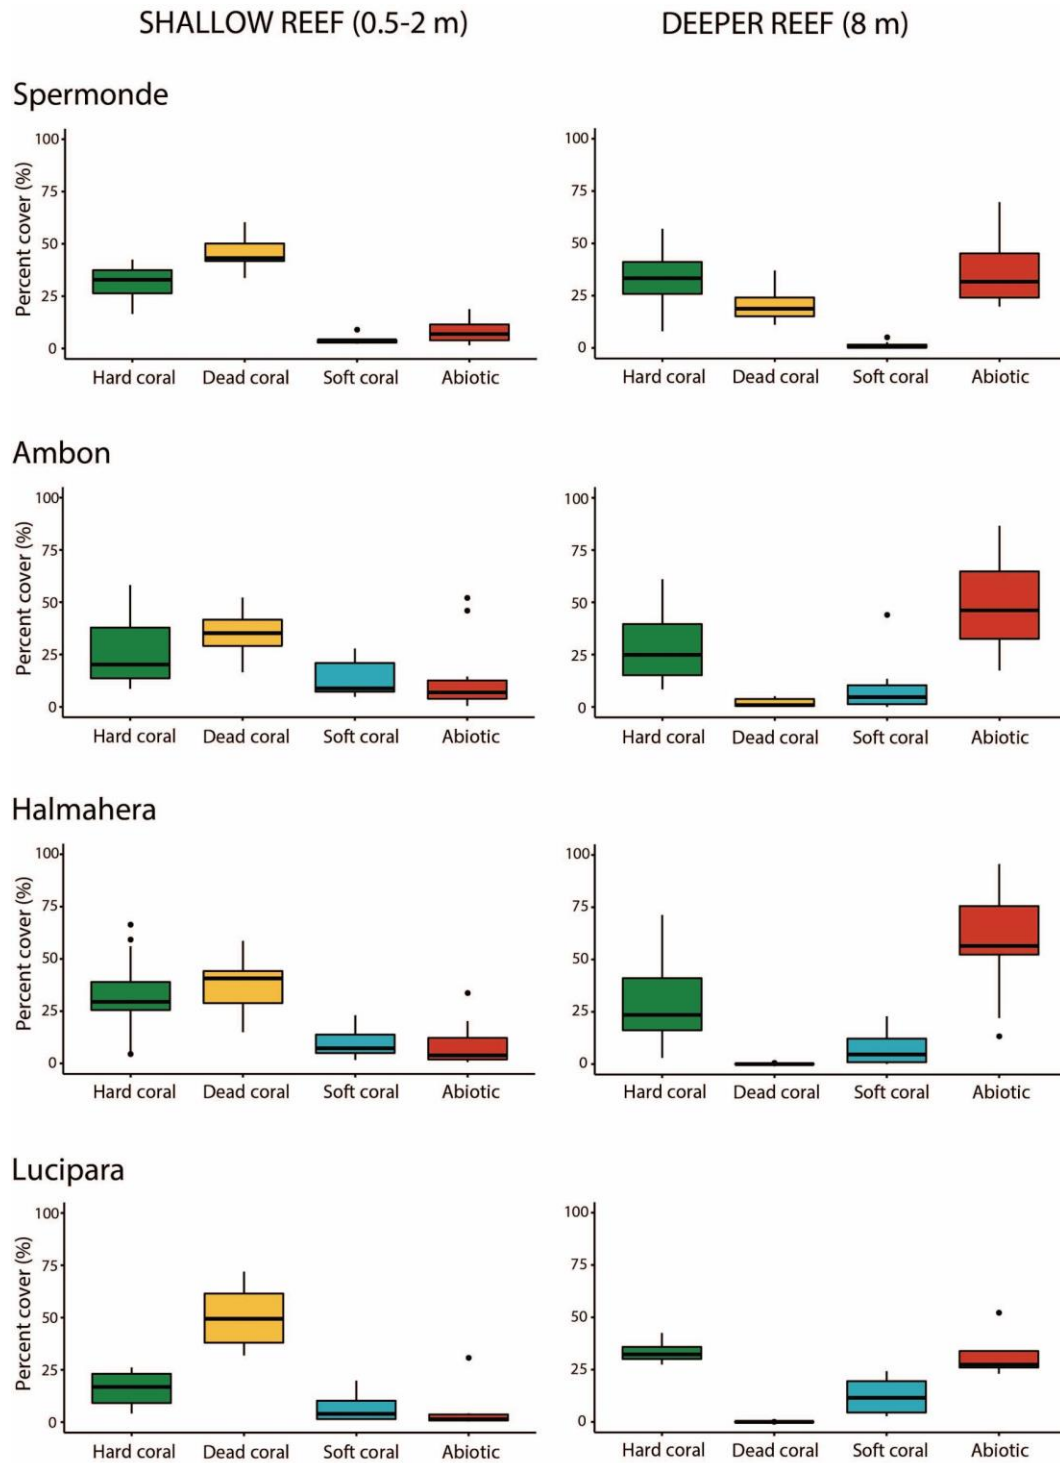 SHALLOW REEF (0.5-2 m)
DEEPER REEF (8 m)
Spermonde
Percent cover (%)
100
75
50
25
0
Hard coral Dead coral Soft coral Abiotic
100
75
50
25
0
Hard coral Dead coral Soft coral Abiotic
Ambon
Percent cover (%)
100
75
50
25
0
Hard coral Dead coral Soft coral Abiotic
100
75
50
25
0
Hard coral Dead coral Soft coral Abiotic
Halmahera
Percent cover (%)
100
75
50
25
0
Hard coral Dead coral Soft coral Abiotic
100
75
50
25
0
Hard coral Dead coral Soft coral Abiotic
Lucipara
Percent cover (%)
100
75
50
25
0
Hard coral Dead coral Soft coral Abiotic
100
75
50
25
0
Hard coral Dead coral Soft coral Abiotic